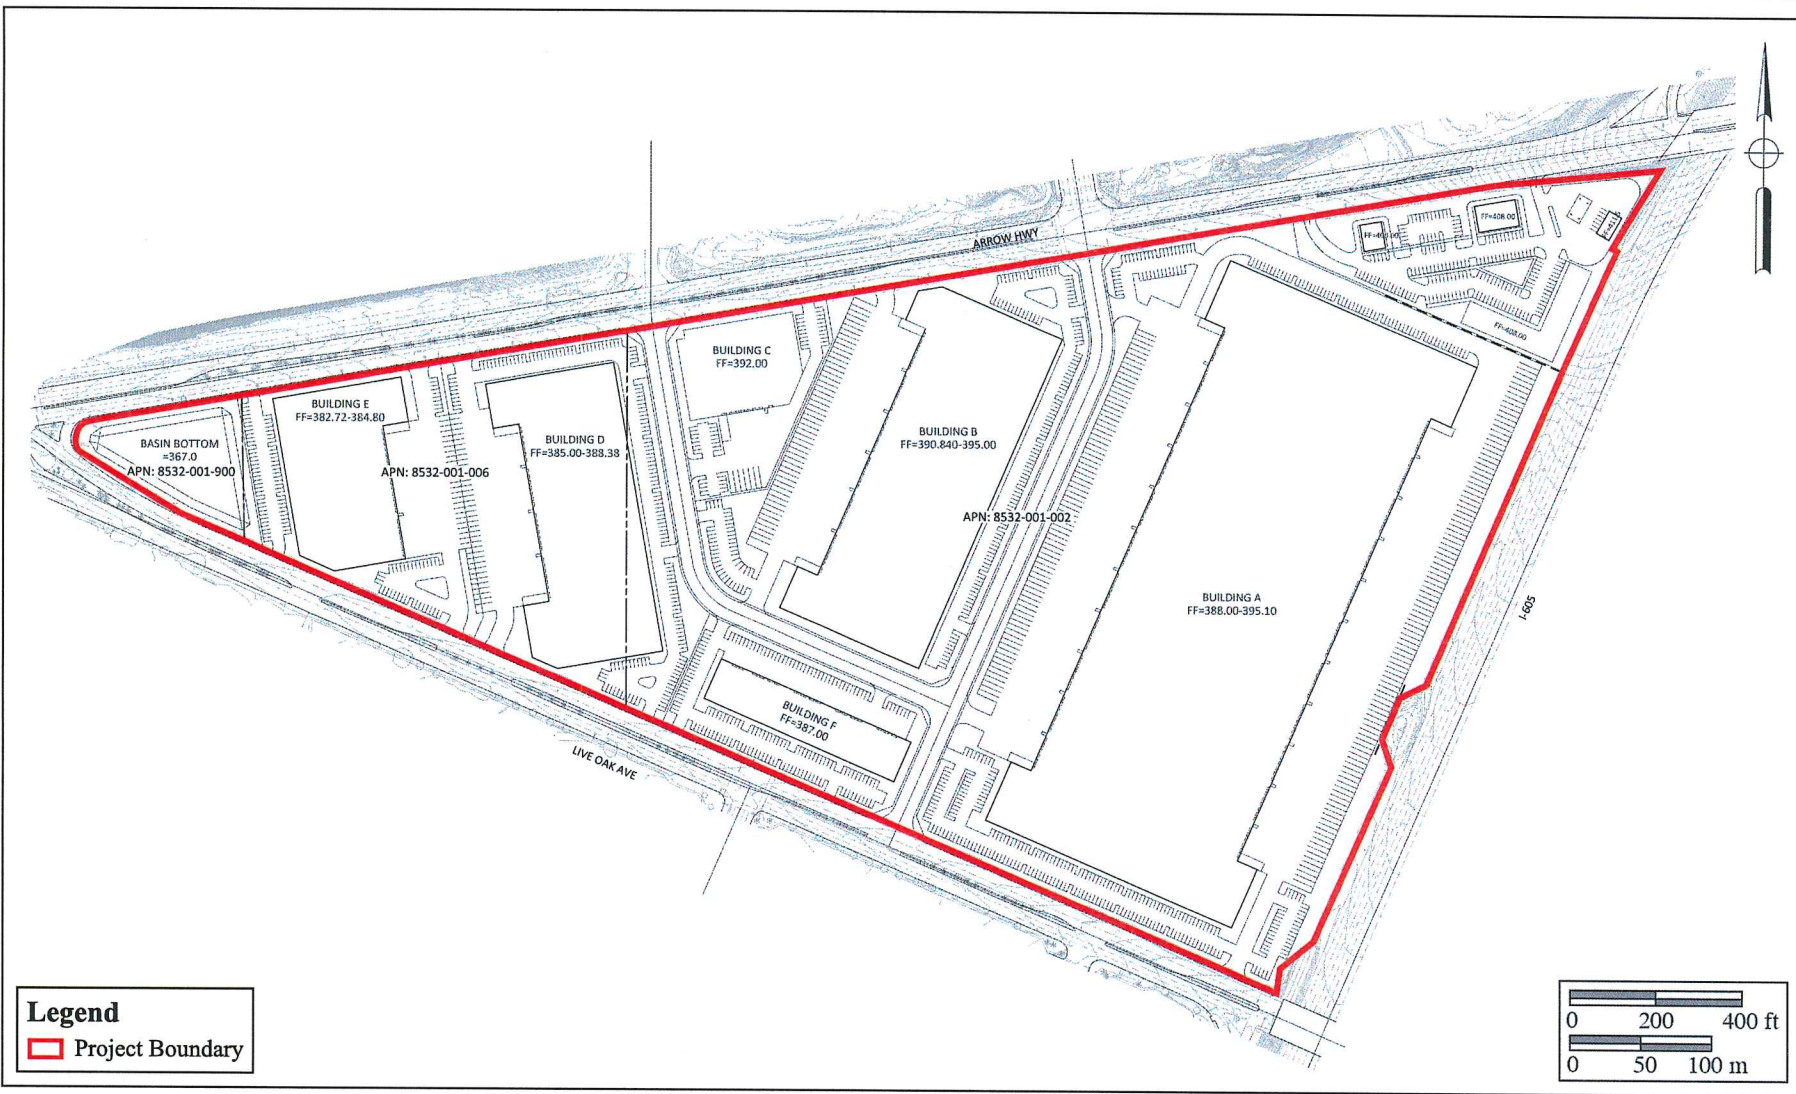 ARROW HWY
FF=408.00
FF=408.00
BUILDING C
FF=392.00
BUILDING E
FF=382.72-384.80
BUILDING D
FF=385.00-388.38
BUILDING B
FF=390.840-395.00
BASIN BOTTOM
=367.0
APN: 8532-001-900
APN: 8532-001-006
APN: 8532-001-002
BUILDING A
FF=388.00-395.10
I-605
BUILDING F
FF=387.00
LIVE OAK AVE
Legend
Project Boundary
0 200 400 ft
0 50 100 m